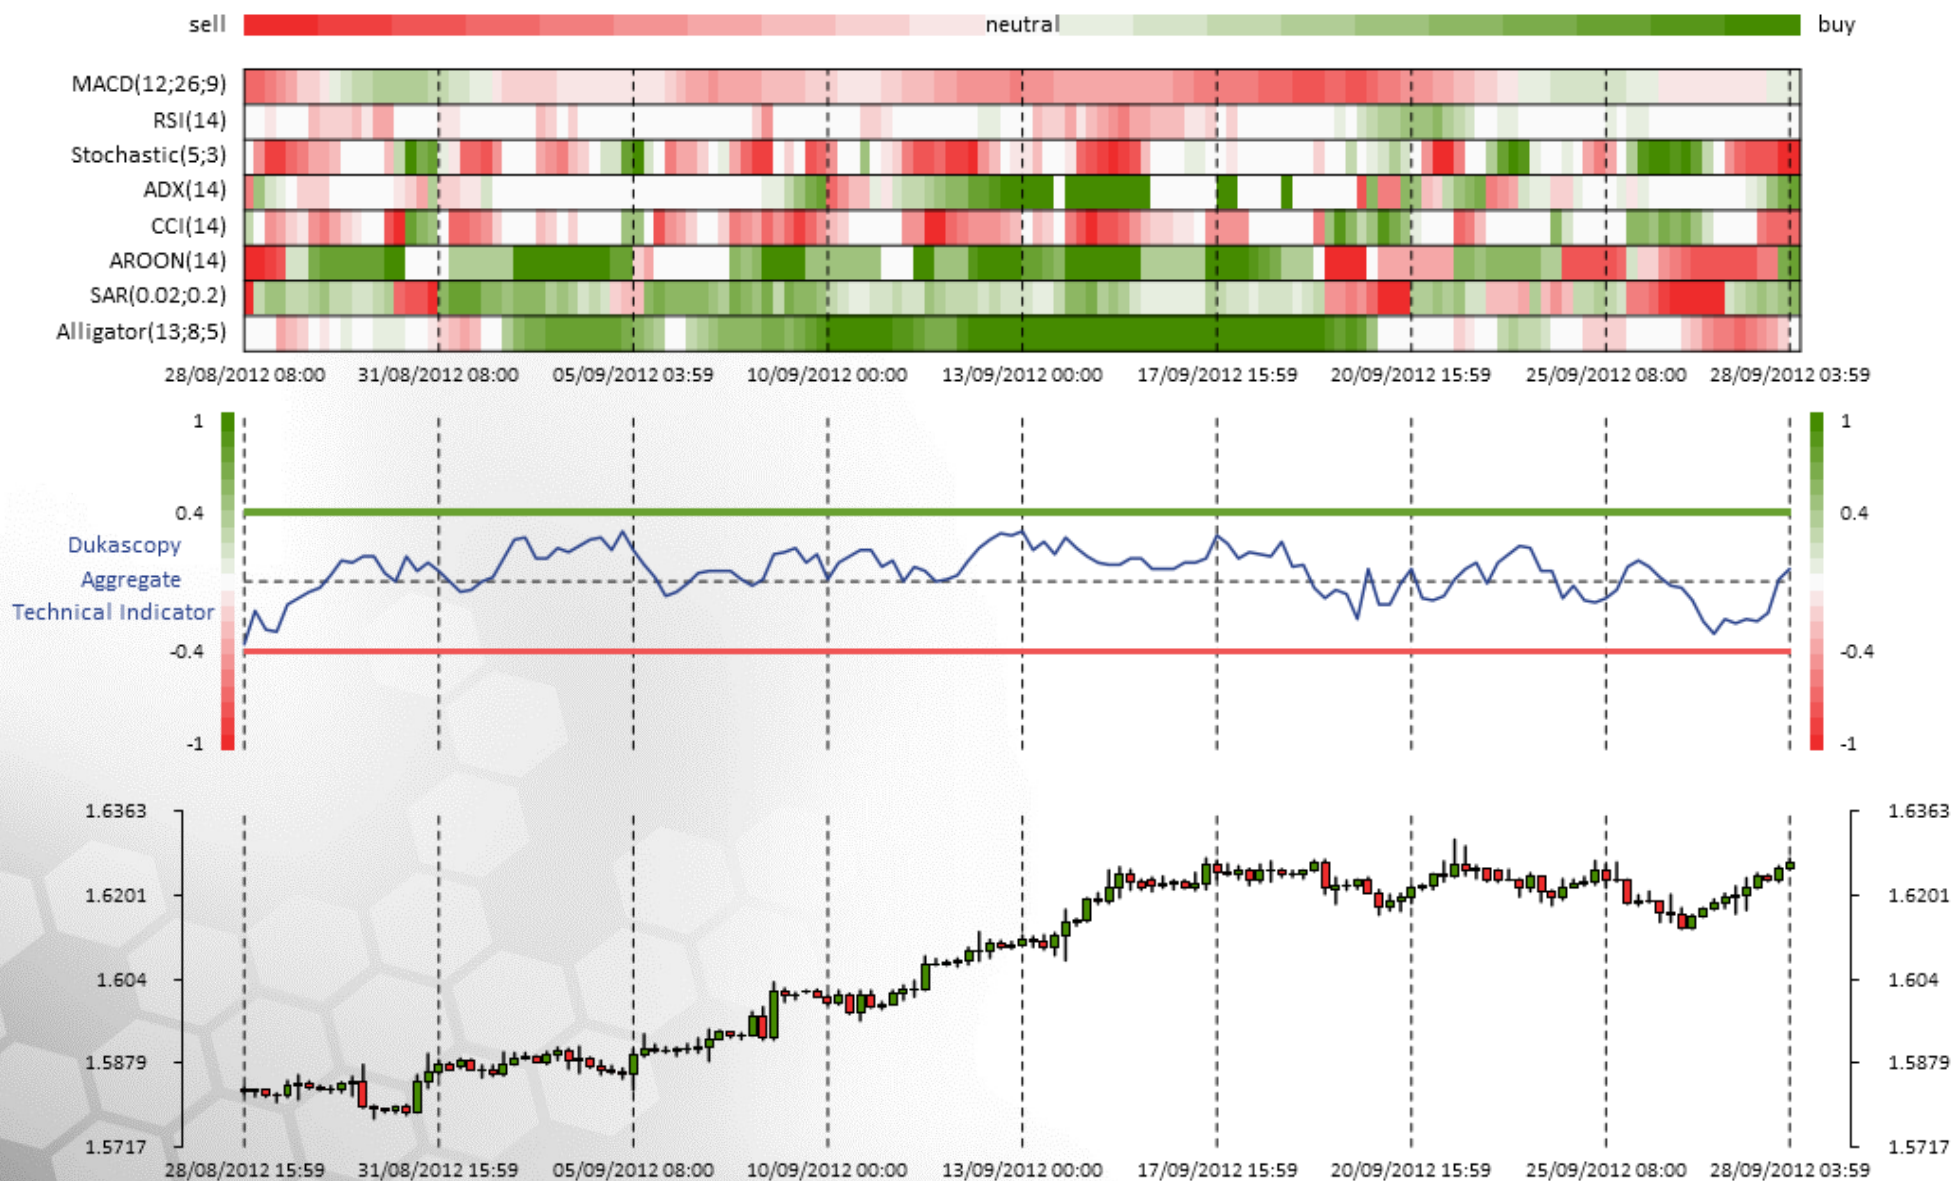 sell neutral buy
MACD(12;26;9)
RSI(14)
Stochastic(5;3)
ADX(14)
CCI(14)
AROON(14)
SAR(0.02;0.2)
Alligator(13;8;5)
28/08/2012 08:00 31/08/2012 08:00 05/09/2012 03:59 10/09/2012 00:00 13/09/2012 00:00 17/09/2012 15:59 20/09/2012 15:59 25/09/2012 08:00 28/09/2012 03:59
1 1
0.4 0.4
Dukascopy
Aggregate
Technical Indicator
-0.4 -0.4
-1 -1
1.6363 1.6363
1.6201 1.6201
1.604 1.604
1.5879 1.5879
1.5717 1.5717
28/08/2012 15:59 31/08/2012 15:59 05/09/2012 08:00 10/09/2012 00:00 13/09/2012 00:00 17/09/2012 15:59 20/09/2012 15:59 25/09/2012 08:00 28/09/2012 03:59